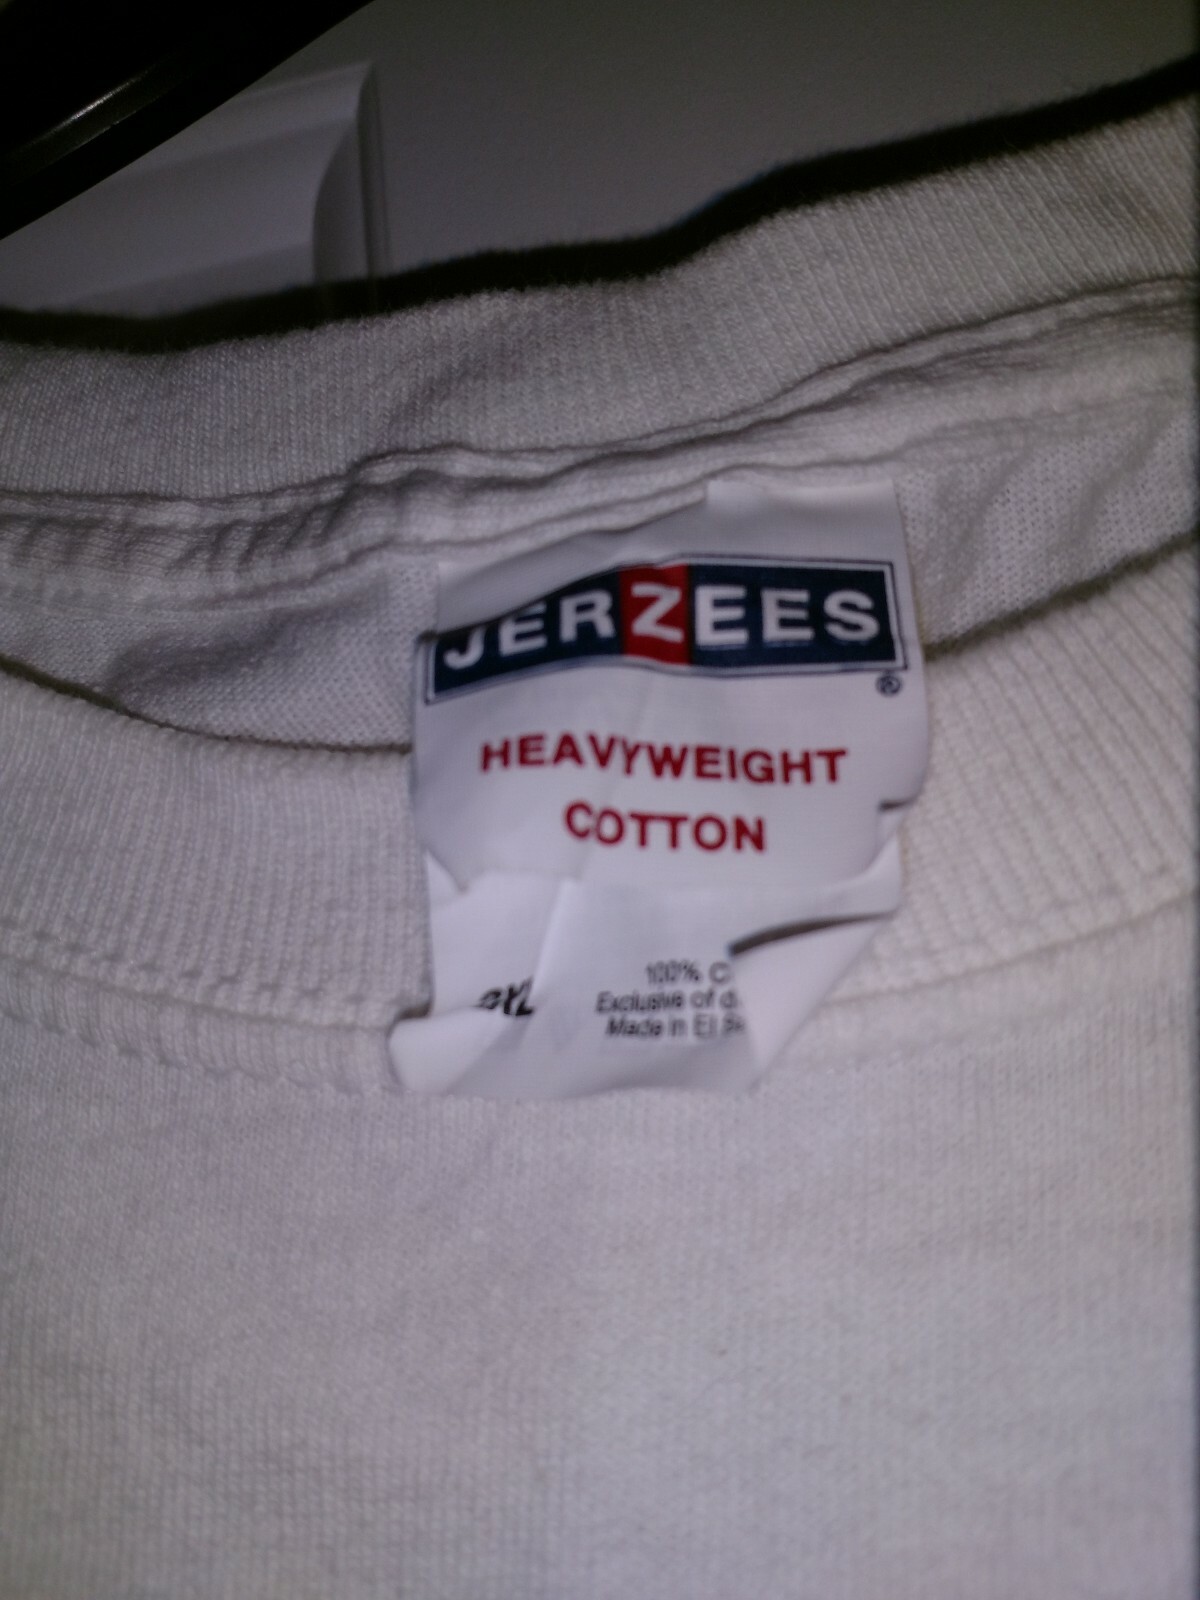 JERZEES
®
HEAVYWEIGHT
COTTON
100% C
Exclusive of d
Made in El